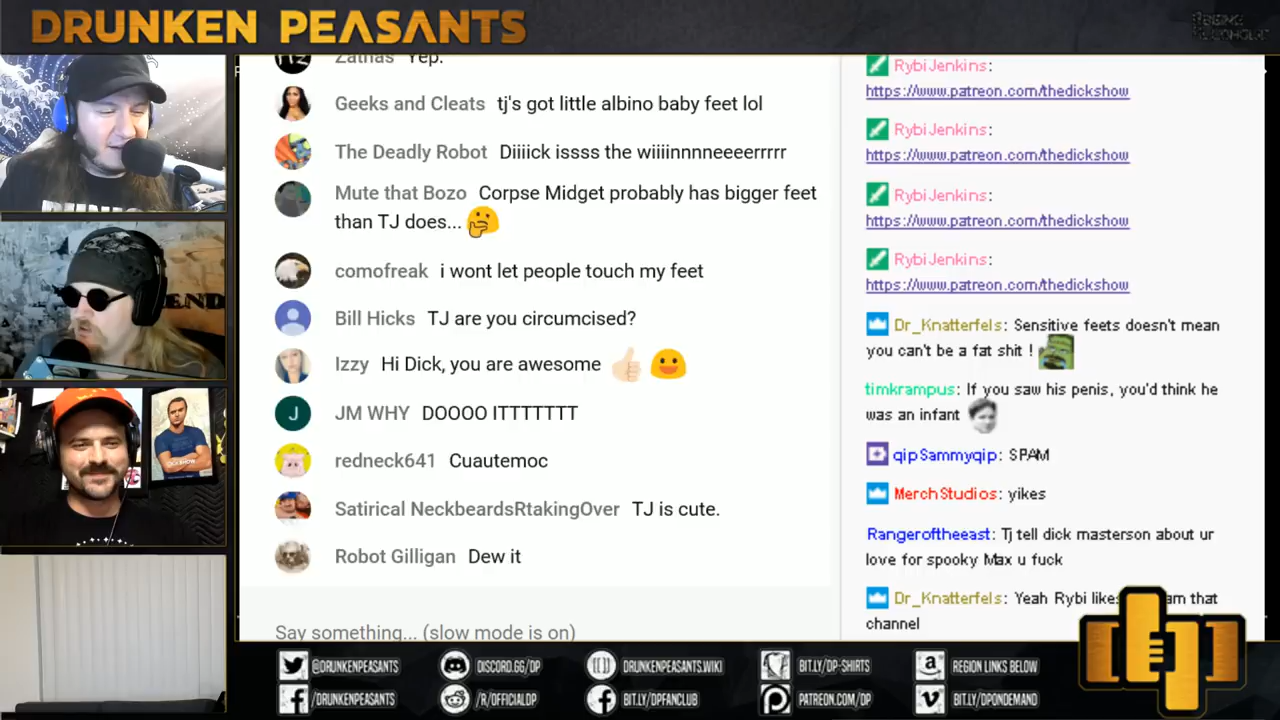 DRUNKEN PEASANTS
Zathas Yep.
Geeks and Cleats tj's got little albino baby feet lol
The Deadly Robot Diiiick issss the wiiiinnnneeeerrrrr
Mute that Bozo Corpse Midget probably has bigger feet
than TJ does...
comofreak i wont let people touch my feet
Bill Hicks TJ are you circumcised?
Izzy Hi Dick, you are awesome
J
JM WHY DOOOO ITTTTTTT
redneck641 Cuautemoc
Satirical NeckbeardsRtakingOver TJ is cute.
Robot Gilligan Dew it
Say something... (slow mode is on)
RybiJenkins:
https://www.patreon.com/thedickshow
RybiJenkins:
https://www.patreon.com/thedickshow
RybiJenkins:
https://www.patreon.com/thedickshow
RybiJenkins:
https://www.patreon.com/thedickshow
Dr_Knatterfels: Sensitive feets doesn't mean
you can't be a fat shit !
timkrampus: If you saw his penis, you'd think he
was an infant
qipSammyqip: SPAM
MerchStudios: yikes
Rangeroftheeast: Tj tell dick masterson about ur
love for spooky Max u fuck
Dr_Knatterfels: Yeah Rybi likes am that
channel
@DRUNKENPEASANTS
DISCORD.GG/DP
DRUNKENPEASANTS.WIKI
BIT.LY/DP-SHIRTS
REGION LINKS BELOW
/DRUNKENPEASANTS
/R/OFFICIALDP
BIT.LY/DPFANCLUB
PATREON.COM/DP
BIT.LY/DPONDEMAND